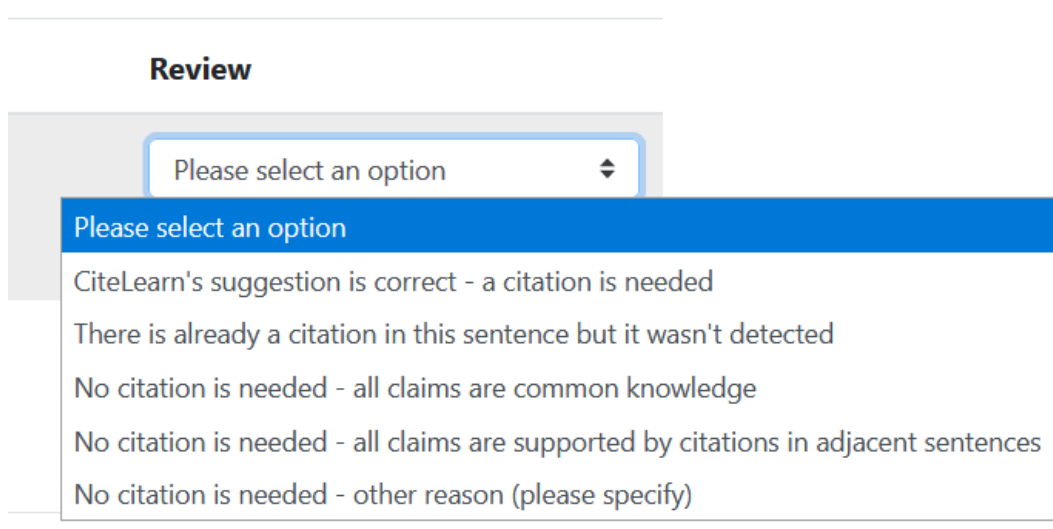 Review
Please select an option
Please select an option
CiteLearn's suggestion is correct - a citation is needed
There is already a citation in this sentence but it wasn't detected
No citation is needed - all claims are common knowledge
No citation is needed - all claims are supported by citations in adjacent sentences
No citation is needed - other reason (please specify)